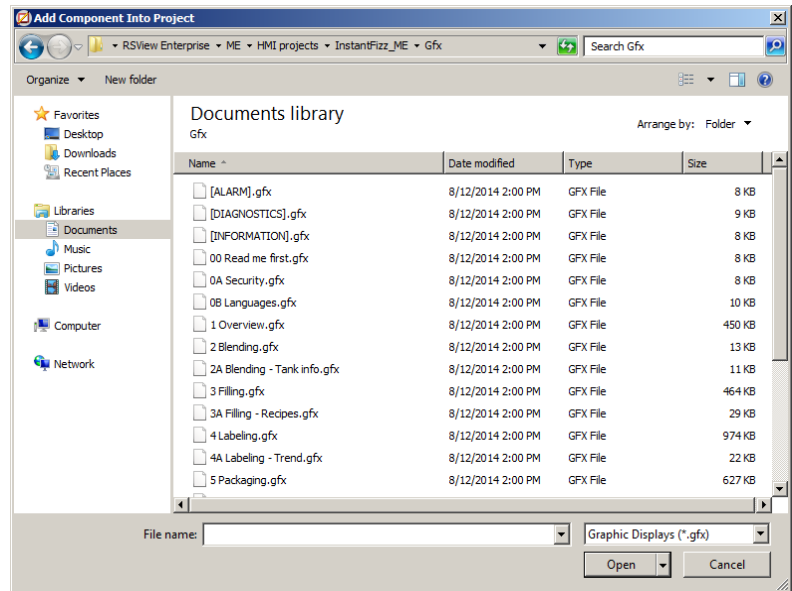 Add Component Into Project
RSView Enterprise ME HMI projects InstantFizz_ME Gfx Search Gfx
Organize New folder
Favorites
Desktop
Downloads
Recent Places
Libraries
Documents
Music
Pictures
Videos
Computer
Network
Documents library
Gfx
Arrange by: Folder
Name Date modified Type Size
[ALARM].gfx 8/12/2014 2:00 PM GFX File 8 KB
[DIAGNOSTICS].gfx 8/12/2014 2:00 PM GFX File 9 KB
[INFORMATION].gfx 8/12/2014 2:00 PM GFX File 8 KB
00 Read me first.gfx 8/12/2014 2:00 PM GFX File 8 KB
0A Security.gfx 8/12/2014 2:00 PM GFX File 8 KB
0B Languages.gfx 8/12/2014 2:00 PM GFX File 10 KB
1 Overview.gfx 8/12/2014 2:00 PM GFX File 450 KB
2 Blending.gfx 8/12/2014 2:00 PM GFX File 13 KB
2A Blending - Tank info.gfx 8/12/2014 2:00 PM GFX File 11 KB
3 Filling.gfx 8/12/2014 2:00 PM GFX File 464 KB
3A Filling - Recipes.gfx 8/12/2014 2:00 PM GFX File 29 KB
4 Labeling.gfx 8/12/2014 2:00 PM GFX File 974 KB
4A Labeling - Trend.gfx 8/12/2014 2:00 PM GFX File 22 KB
5 Packaging.gfx 8/12/2014 2:00 PM GFX File 627 KB
File name: Graphic Displays (*.gfx)
Open Cancel